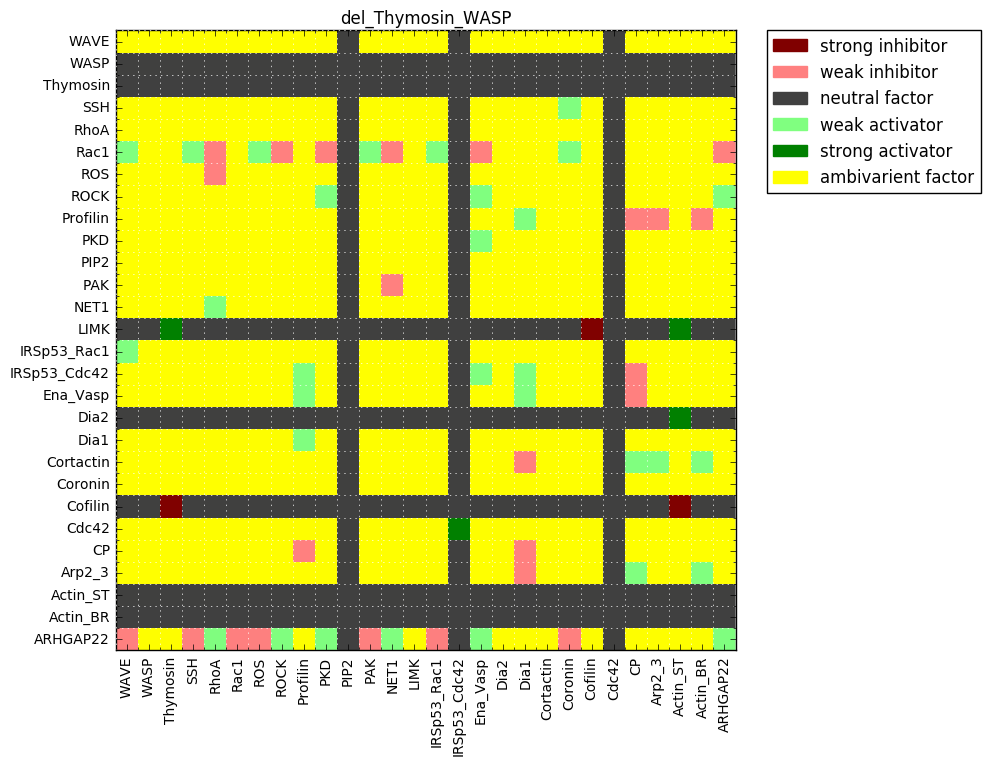 del_Thymosin_WASP
WAVE
WASP
Thymosin
SSH
RhoA
Rac1
ROS
ROCK
Profilin
PKD
PIP2
PAK
NET1
LIMK
IRSp53_Rac1
IRSp53_Cdc42
Ena_Vasp
Dia2
Dia1
Cortactin
Coronin
Cofilin
Cdc42
CP
Arp2_3
Actin_ST
Actin_BR
ARHGAP22
WAVE
WASP
Thymosin
SSH
RhoA
Rac1
ROS
ROCK
Profilin
PKD
PIP2
PAK
NET1
LIMK
IRSp53_Rac1
IRSp53_Cdc42
Ena_Vasp
Dia2
Dia1
Cortactin
Coronin
Cofilin
Cdc42
CP
Arp2_3
Actin_ST
Actin_BR
ARHGAP22
strong inhibitor
weak inhibitor
neutral factor
weak activator
strong activator
ambivarient factor